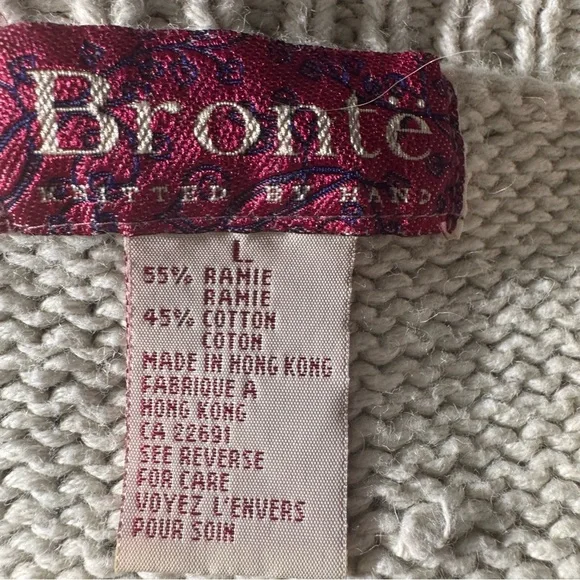 Brontë
KNITTED BY HAND
L
55% RAMIE
RAMIE
45% COTTON
COTON
MADE IN HONG KONG
FABRIQUE A
HONG KONG
CA 22691
SEE REVERSE
FOR CARE
VOYEZ L'ENVERS
POUR SOIN